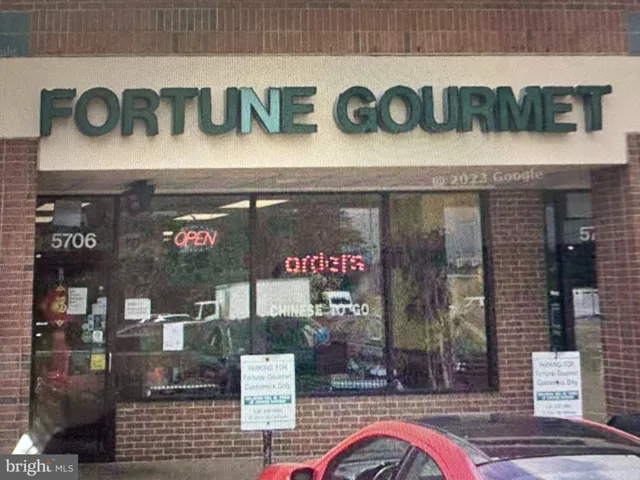 FORTUNE GOURMET
© 2023 Google
5706
OPEN
orders
CHINESE TO GO
PARKING FOR
Fortune Gourmet
Customers Only
PARKING FOR
Fortune Gourmet
Customers Only
bright MLS